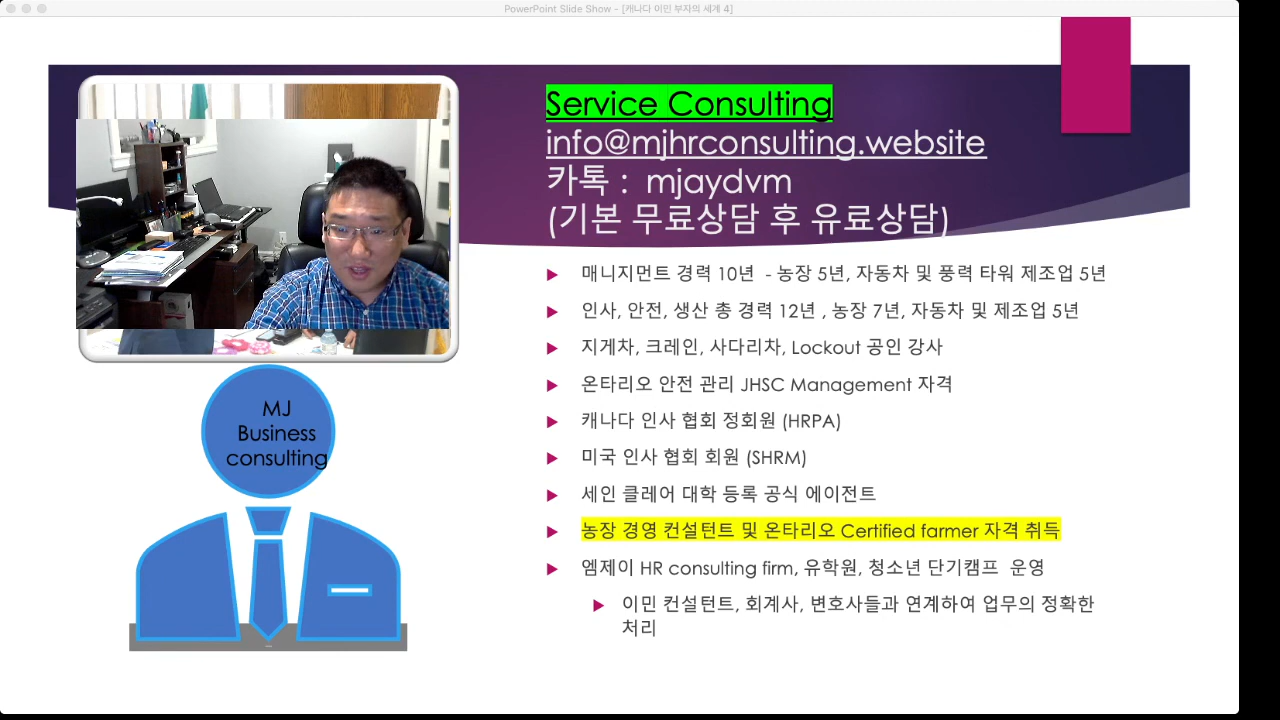 PowerPoint Slide Show - [캐나다 이민 부자의 세계 4]
Service Consulting
info@mjhrconsulting.website
카톡 : mjaydvm
(기본 무료상담 후 유료상담)
매니지먼트 경력 10년 - 농장 5년, 자동차 및 풍력 타워 제조업 5년
인사, 안전, 생산 총 경력 12년 , 농장 7년, 자동차 및 제조업 5년
지게차, 크레인, 사다리차, Lockout 공인 강사
온타리오 안전 관리 JHSC Management 자격
캐나다 인사 협회 정회원 (HRPA)
미국 인사 협회 회원 (SHRM)
세인 클레어 대학 등록 공식 에이전트
농장 경영 컨설턴트 및 온타리오 Certified farmer 자격 취득
엠제이 HR consulting firm, 유학원, 청소년 단기캠프 운영
이민 컨설턴트, 회계사, 변호사들과 연계하여 업무의 정확한
처리
MJ
Business
consulting